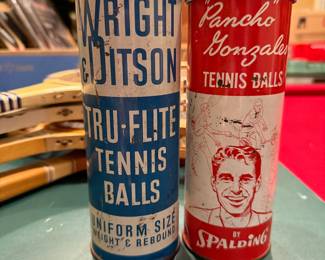 WRIGHT
& DITSON
TRU-FLITE
TENNIS
BALLS
UNIFORM SIZE
WEIGHT & REBOUND
"Pancho"
Gonzales
TENNIS BALLS
BY
SPALDING